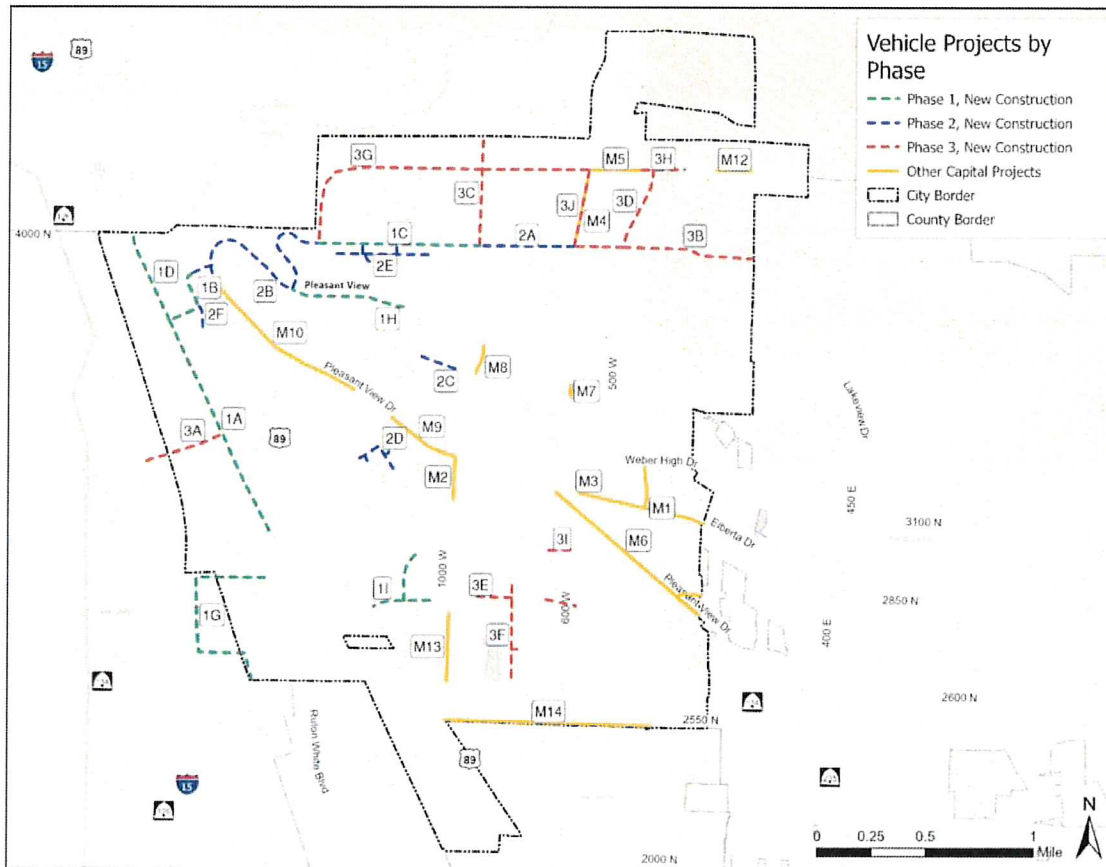 Vehicle Projects by
Phase
Phase 1, New Construction
Phase 2, New Construction
Phase 3, New Construction
Other Capital Projects
City Border
County Border
89
15
3G
M5
3H
M12
3C
3J
M4
3D
4000 N
1C
2A
3B
2E
1D
1B
2B
Pleasant View
2F
1H
M10
M8
2C
Pleasant View Dr
M7
500 W
3A
1A
89
M9
2D
Lakeview Dr
M2
Weber High Dr
M3
M1
450 E
Elberta Dr
3100 N
M6
3I
1000 W
1I
3E
600 W
Pleasant View Dr
2850 N
1G
3F
400 E
M13
2600 N
M14
2550 N
Rulon White Blvd
89
15
N
0 0.25 0.5 1
Mile
2000 N